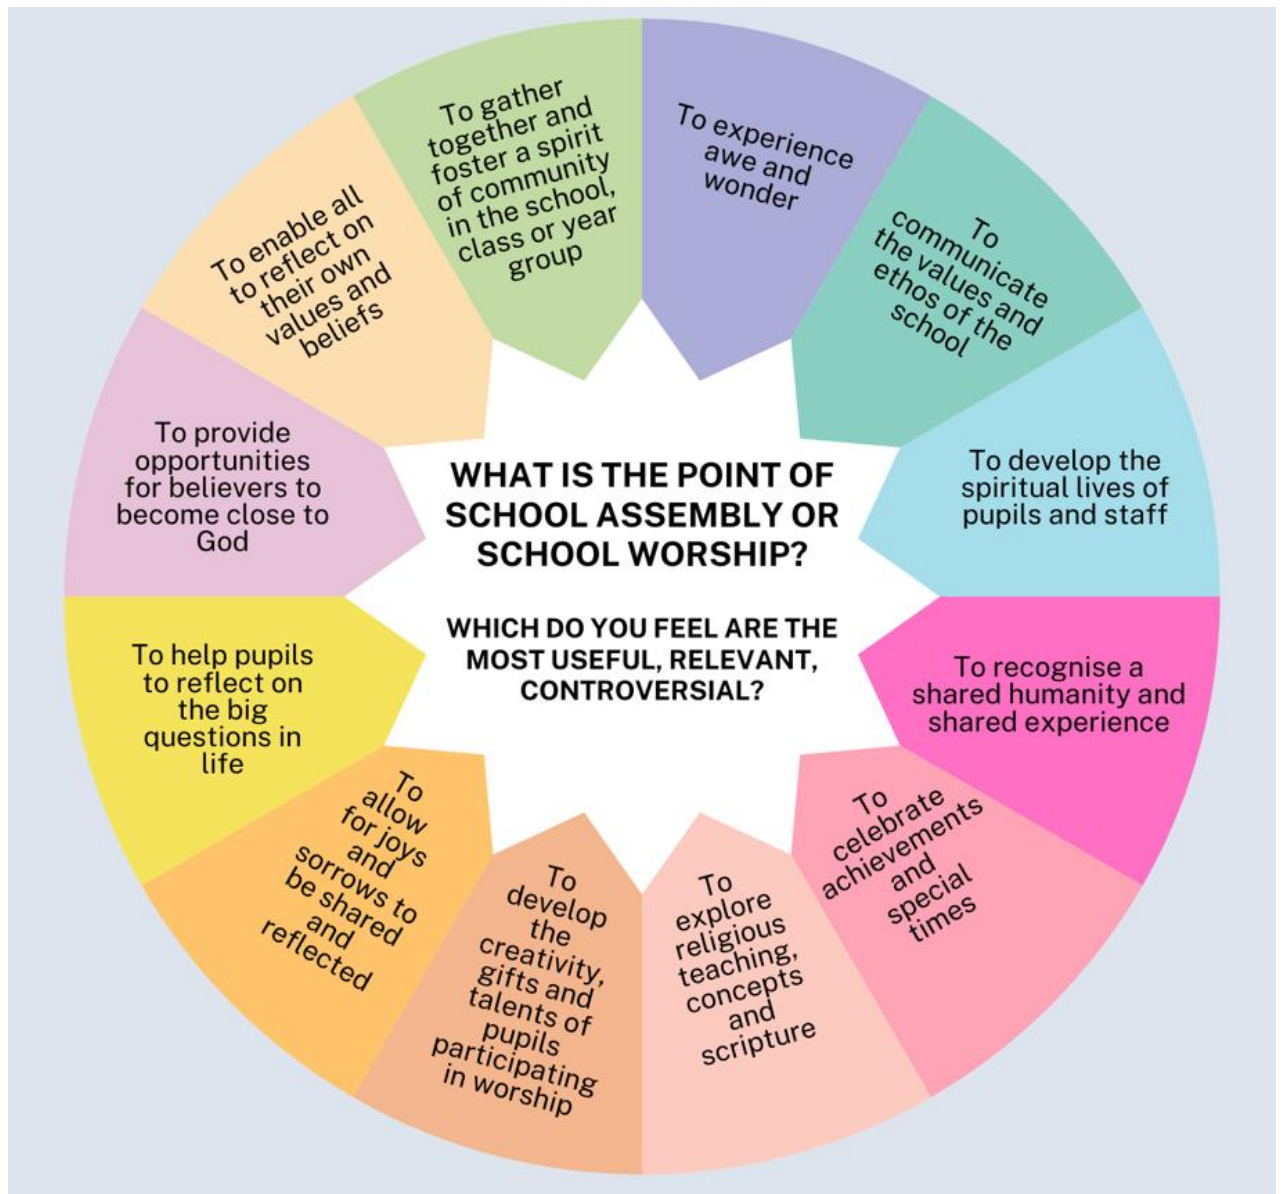 WHAT IS THE POINT OF
SCHOOL ASSEMBLY OR
SCHOOL WORSHIP?
WHICH DO YOU FEEL ARE THE
MOST USEFUL, RELEVANT,
CONTROVERSIAL?
To experience
awe and
wonder
To
communicate
the values and
ethos of the
school
To develop the
spiritual lives of
pupils and staff
To recognise a
shared humanity and
shared experience
To
celebrate
achievements
and
special
times
To
explore
religious
teaching,
concepts
and
scripture
To
develop
the
creativity,
gifts and
talents of
pupils
participating
in worship
To
allow
for joys
and
sorrows to
be shared
and
reflected
To help pupils
to reflect on
the big
questions in
life
To provide
opportunities
for believers to
become close to
God
To enable all
to reflect on
their own
values and
beliefs
To gather
together and
foster a spirit
of community
in the school,
class or year
group